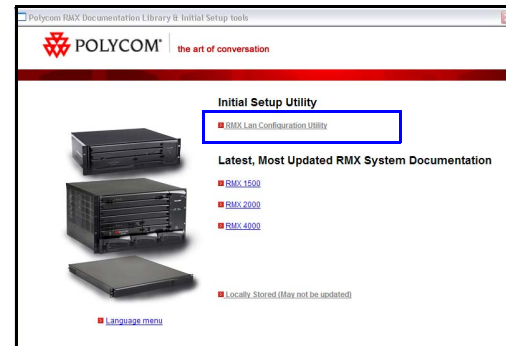 Polycom RMX Documentation Library & Initial Setup tools
POLYCOM® the art of conversation
Initial Setup Utility
RMX Lan Configuration Utility
Latest, Most Updated RMX System Documentation
RMX 1500
RMX 2000
RMX 4000
Locally Stored (May not be updated)
Language menu